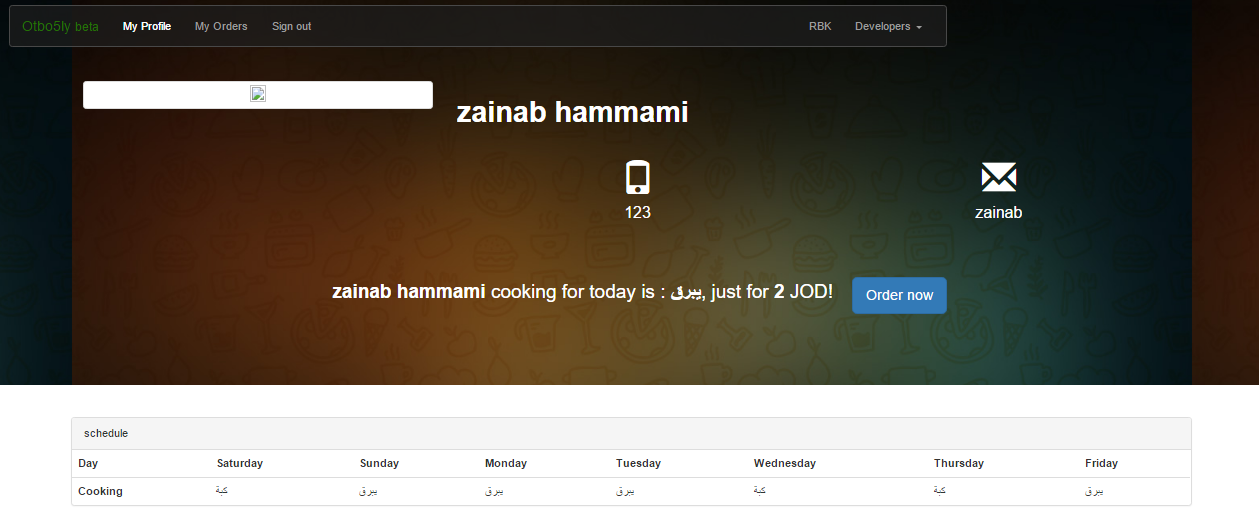 Otbo5ly beta My Profile My Orders Sign out RBK Developers
zainab hammami
123 zainab
zainab hammami cooking for today is : يبرق, just for 2 JOD! Order now
schedule
Day Saturday Sunday Monday Tuesday Wednesday Thursday Friday
Cooking كبة يبرق يبرق يبرق كبة كبة يبرق